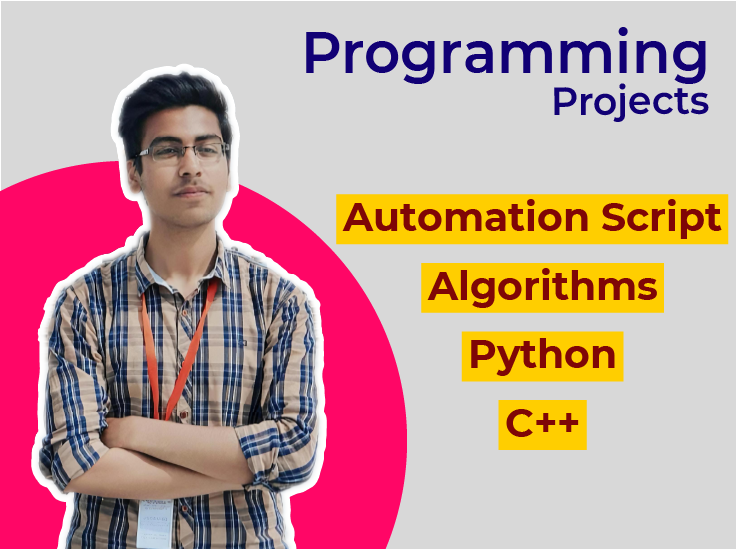 Programming
Projects
Automation Script
Algorithms
Python
C++